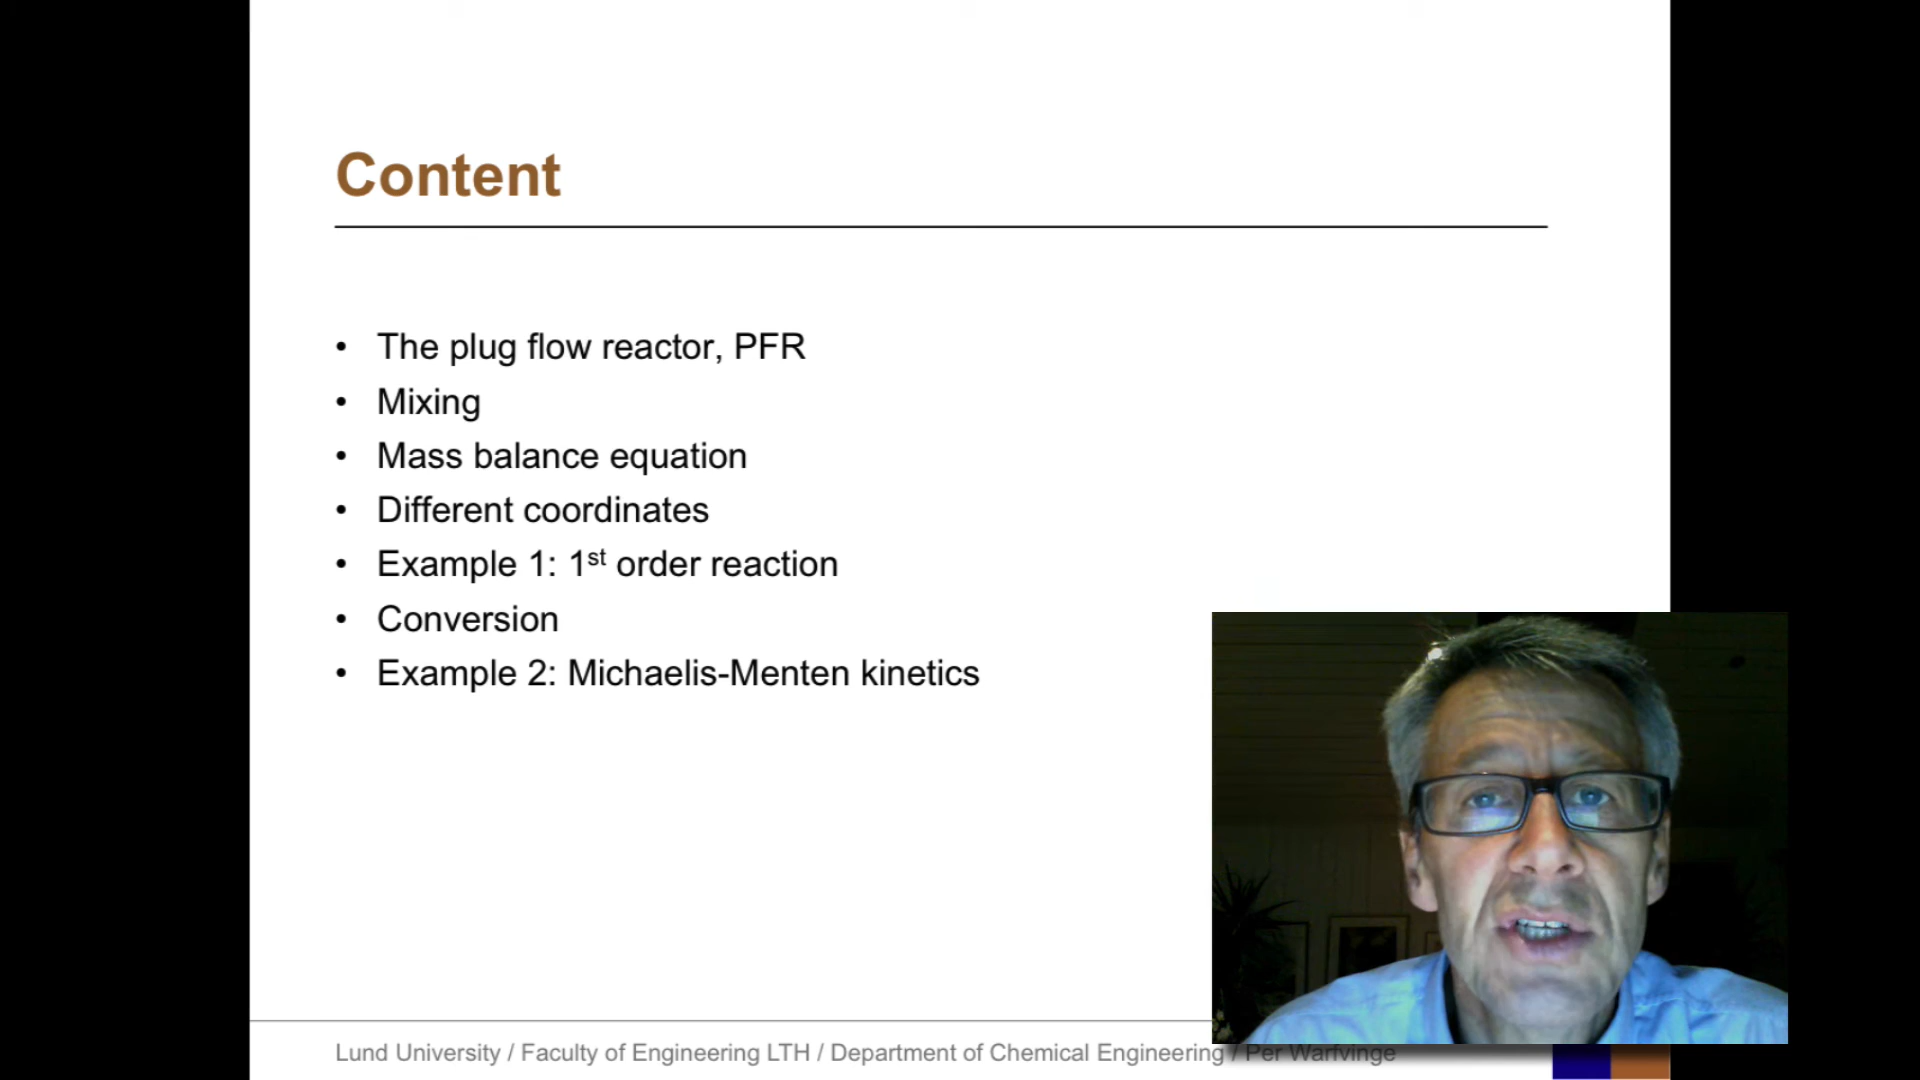 Content
• The plug flow reactor, PFR
• Mixing
• Mass balance equation
• Different coordinates
• Example 1: 1st order reaction
• Conversion
• Example 2: Michaelis-Menten kinetics
Lund University / Faculty of Engineering LTH / Department of Chemical Engineering / Per Warfvinge